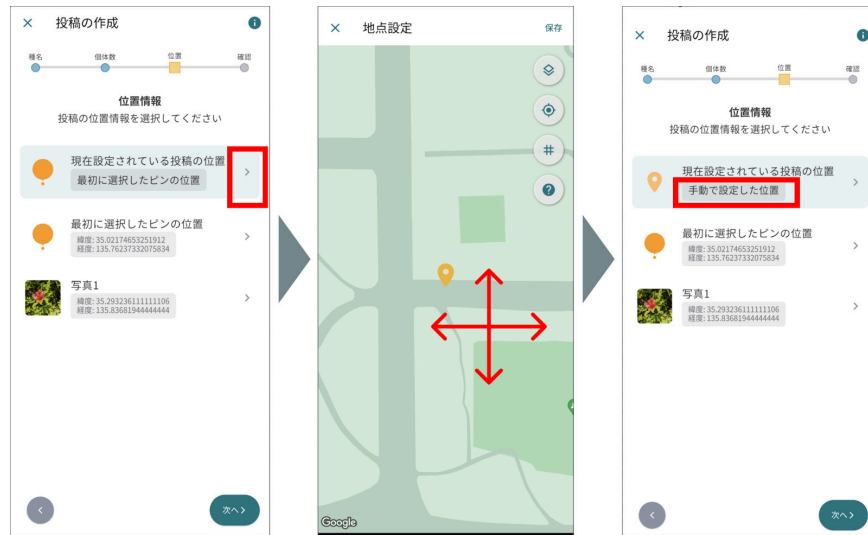 投稿の作成
種名
個体数
位置
確認
位置情報
投稿の位置情報を選択してください
現在設定されている投稿の位置
最初に選択したピンの位置
最初に選択したピンの位置
緯度: 35.02174653251912
経度: 135.76237332075834
写真1
緯度: 35.293236111111106
経度: 135.83681944444444
次へ
地点設定
保存
Google
投稿の作成
種名
個体数
位置
確認
位置情報
投稿の位置情報を選択してください
現在設定されている投稿の位置
手動で設定した位置
最初に選択したピンの位置
緯度: 35.02174653251912
経度: 135.76237332075834
写真1
緯度: 35.293236111111106
経度: 135.83681944444444
次へ